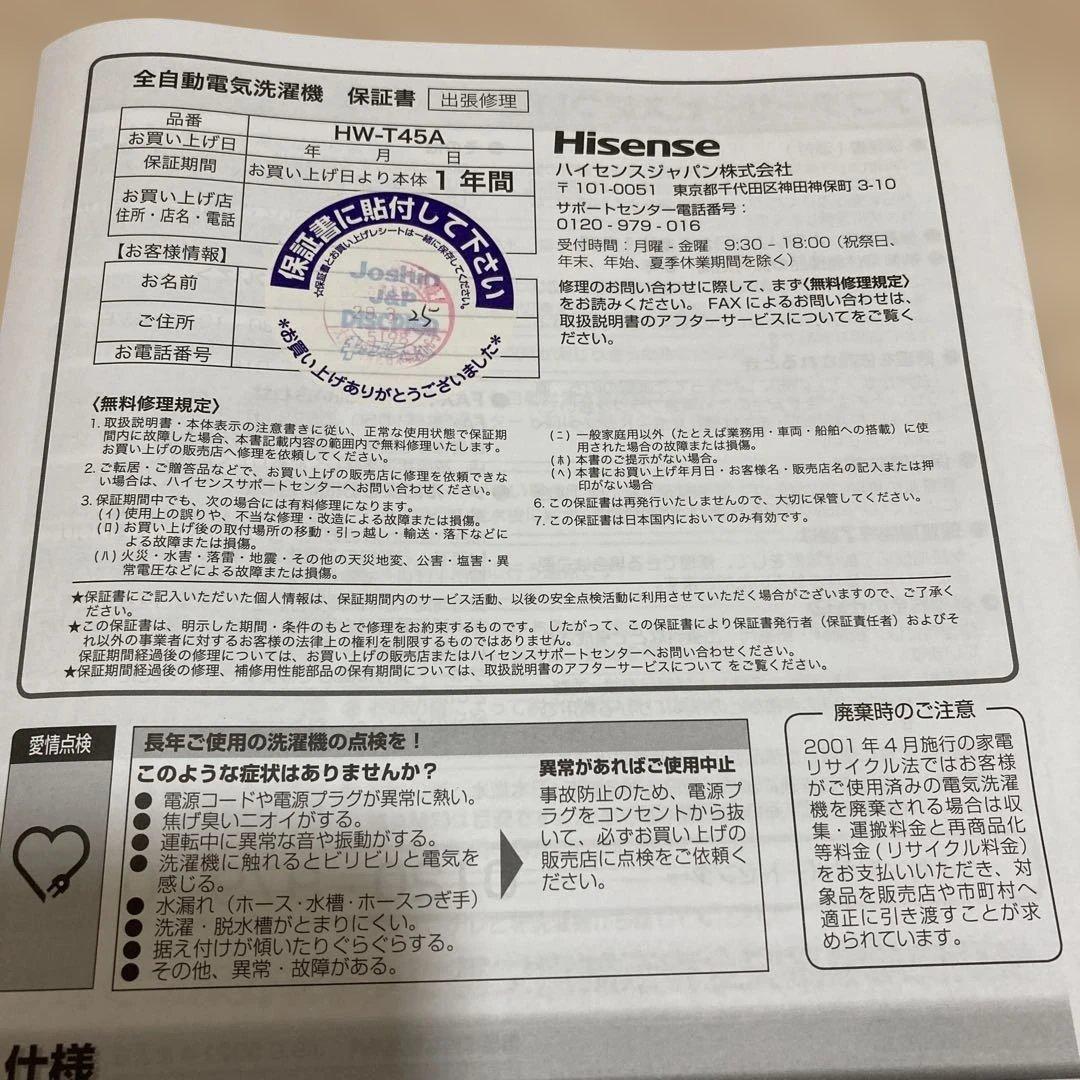 全自動電気洗濯機 保証書 出張修理
品番 HW-T45A
お買い上げ日 年 月 日
保証期間 お買い上げ日より本体 1年間
お買い上げ店
住所・店名・電話
【お客様情報】
お名前
ご住所
お電話番号
保証書に貼付して下さい
☆保証書とお買い上げレシートは一緒に保存してください。
Joshin
J&P
Disc Pier
25
*お買い上げありがとうございました*
Hisense
ハイセンスジャパン株式会社
〒101-0051 東京都千代田区神田神保町 3-10
サポートセンター電話番号：
0120-979-016
受付時間：月曜-金曜 9:30-18:00（祝祭日、
年末、年始、夏季休業期間を除く）
修理のお問い合わせに際して、まず〈無料修理規定〉
をお読みください。FAXによるお問い合わせは、
取扱説明書のアフターサービスについてをご覧く
ださい。
〈無料修理規定〉
1. 取扱説明書・本体表示の注意書きに従い、正常な使用状態で保証期
間内に故障した場合、本書記載内容の範囲内で無料修理いたします。
お買い上げの販売店へ修理を依頼してください。
2. ご転居・ご贈答品などで、お買い上げの販売店に修理を依頼できな
い場合は、ハイセンスサポートセンターへお問い合わせください。
3. 保証期間中でも、次の場合には有料修理になります。
(イ) 使用上の誤りや、不当な修理・改造による故障または損傷。
(ロ) お買い上げ後の取付場所の移動・引っ越し・輸送・落下などに
よる故障または損傷。
(ハ) 火災・水害・落雷・地震・その他の天災地変、公害・塩害・異
常電圧などによる故障または損傷。
(ニ) 一般家庭用以外（たとえば業務用・車両・船舶への搭載）に使
用された場合の故障または損傷。
(ホ) 本書のご提示がない場合。
(ヘ) 本書にお買い上げ年月日・お客様名・販売店名の記入または押
印がない場合
6. この保証書は再発行いたしませんので、大切に保管してください。
7. この保証書は日本国内においてのみ有効です。
★保証書にご記入いただいた個人情報は、保証期間内のサービス活動、以後の安全点検活動に利用させていただく場合がございますので、ご了承く
ださい。
★この保証書は、明示した期間・条件のもとで修理をお約束するものです。したがって、この保証書により保証書発行者（保証責任者）およびそ
れ以外の事業者に対するお客様の法律上の権利を制限するものではありません。
保証期間経過後の修理については、お買い上げの販売店またはハイセンスサポートセンターへお問い合わせください。
★保証期間経過後の修理、補修用性能部品の保有期間については、取扱説明書のアフターサービスについて をご覧ください。
愛情点検
長年ご使用の洗濯機の点検を！
このような症状はありませんか？
● 電源コードや電源プラグが異常に熱い。
● 焦げ臭いニオイがする。
● 運転中に異常な音や振動がする。
● 洗濯機に触れるとビリビリと電気を
感じる。
● 水漏れ（ホース・水槽・ホースつぎ手）
● 洗濯・脱水槽がとまりにくい。
● 据え付けが傾いたりぐらぐらする。
● その他、異常・故障がある。
異常があればご使用中止
事故防止のため、電源プ
ラグをコンセントから抜
いて、必ずお買い上げの
販売店に点検をご依頼く
ださい。
廃棄時のご注意
2001年4月施行の家電
リサイクル法ではお客様
がご使用済みの電気洗濯
機を廃棄される場合は収
集・運搬料金と再商品化
等料金(リサイクル料金)
をお支払いいただき、対
象品を販売店や市町村へ
適正に引き渡すことが求
められています。
仕様